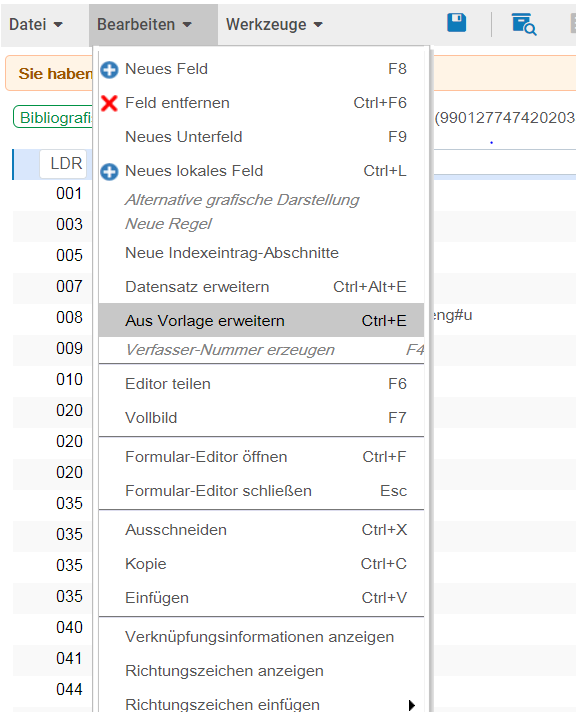 Datei Bearbeiten Werkzeuge
Sie haben
Bibliografi (990127747420203
Neues Feld F8
Feld entfernen Ctrl+F6
Neues Unterfeld F9
LDR Neues lokales Feld Ctrl+L
001 Alternative grafische Darstellung
003 Neue Regel
005 Neue Indexeintrag-Abschnitte
007 Datensatz erweitern Ctrl+Alt+E
008 Aus Vorlage erweitern Ctrl+E eng#u
009 Verfasser-Nummer erzeugen F4
010 Editor teilen F6
020 Vollbild F7
020 Formular-Editor öffnen Ctrl+F
020
035 Formular-Editor schließen Esc
035 Ausschneiden Ctrl+X
035 Kopie Ctrl+C
035 Einfügen Ctrl+V
040 Verknüpfungsinformationen anzeigen
041 Richtungszeichen anzeigen
044 Richtungszeichen einfügen